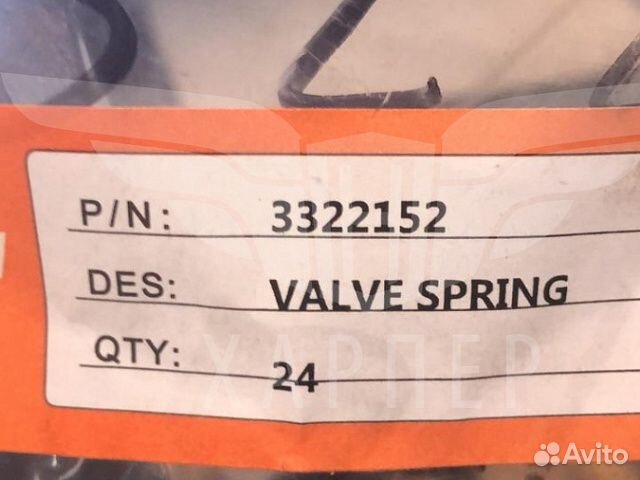 P/N: 3322152
DES: VALVE SPRING
QTY: 24
ХАРПЕР
Avito